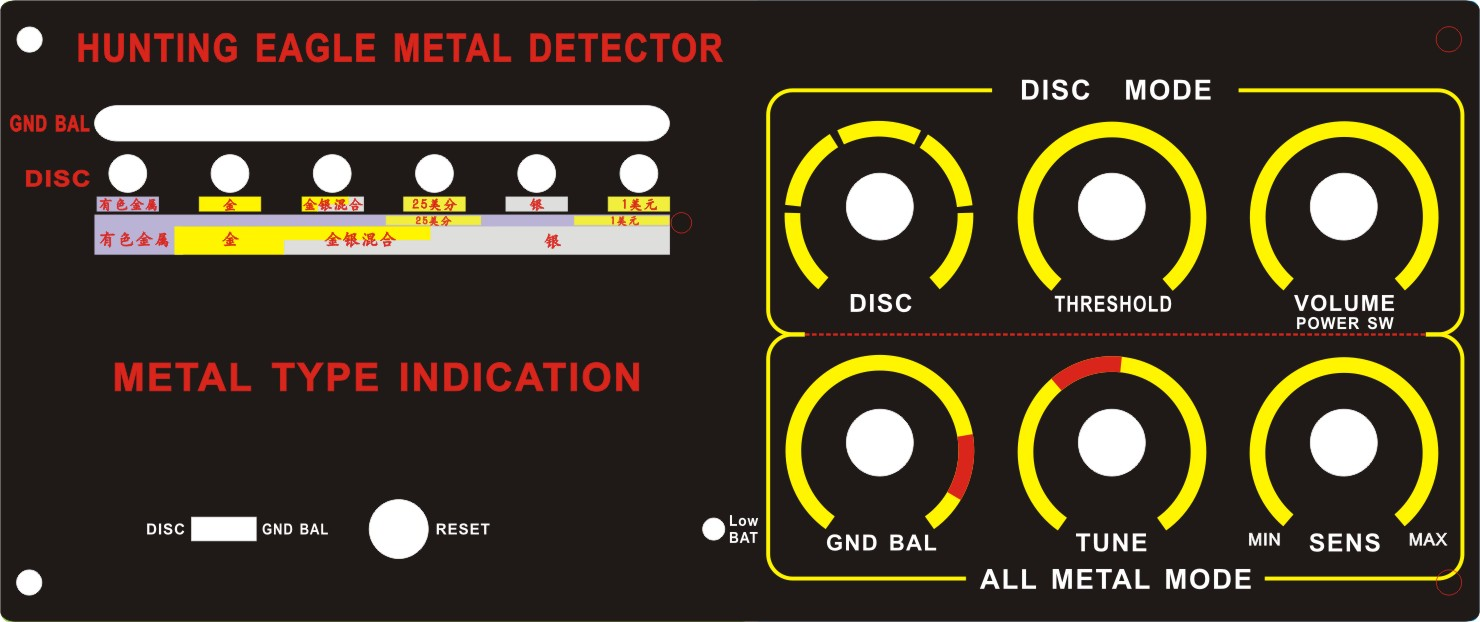 HUNTING EAGLE METAL DETECTOR
GND BAL
DISC
有色金属 金 金银混合 25美分 银 1美元
25美分 1美元
有色金属 金 金银混合 银
METAL TYPE INDICATION
DISC GND BAL RESET
Low
BAT
DISC MODE
DISC THRESHOLD VOLUME
POWER SW
GND BAL TUNE MIN SENS MAX
ALL METAL MODE